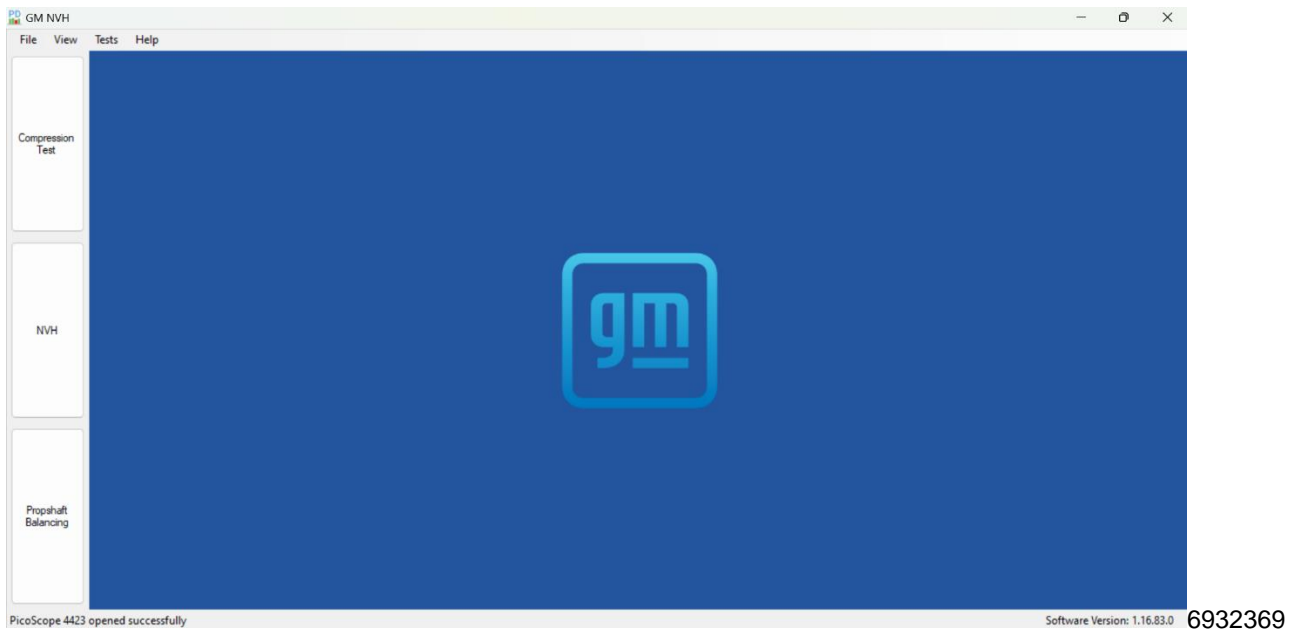 GM NVH
File View Tests Help
Compression
Test
NVH
Propshaft
Balancing
gm
PicoScope 4423 opened successfully
Software Version: 1.16.83.0
6932369